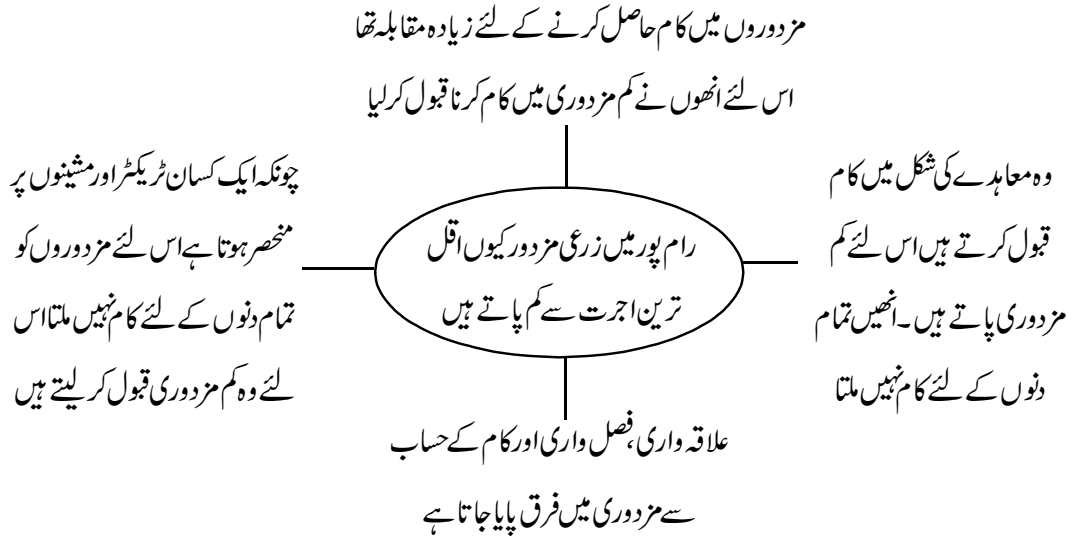 مزدوروں میں کام حاصل کرنے کے لئے زیادہ مقابلہ تھا
اس لئے انھوں نے کم مزدوری میں کام کرنا قبول کرلیا
وہ معاہدے کی شکل میں کام
قبول کرتے ہیں اس لئے کم
مزدوری پاتے ہیں۔ انھیں تمام
دنوں کے لئے کام نہیں ملتا
رام پور میں زرعی مزدور کیوں اقل
ترین اجرت سے کم پاتے ہیں
چونکہ ایک کسان ٹریکٹر اور مشینوں پر
منحصر ہوتا ہے اس لئے مزدوروں کو
تمام دنوں کے لئے کام نہیں ملتا اس
لئے وہ کم مزدوری قبول کر لیتے ہیں
علاقہ واری، فصل واری اور کام کے حساب
سے مزدوری میں فرق پایا جاتا ہے